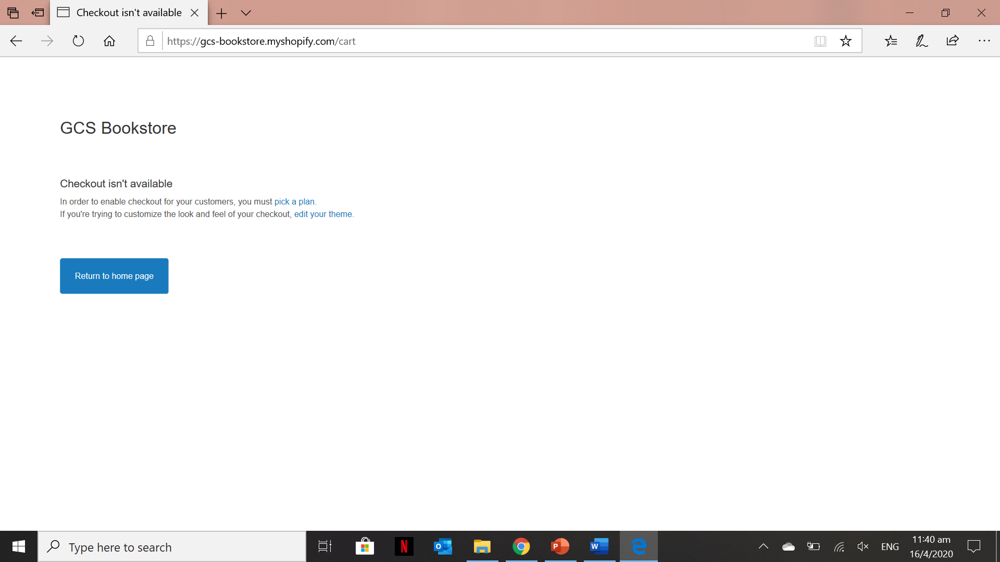 Checkout isn't available
https://gcs-bookstore.myshopify.com/cart
GCS Bookstore
Checkout isn't available
In order to enable checkout for your customers, you must pick a plan.
If you're trying to customize the look and feel of your checkout, edit your theme.
Return to home page
Type here to search
N
O
P
W
ENG
11:40 am
16/4/2020